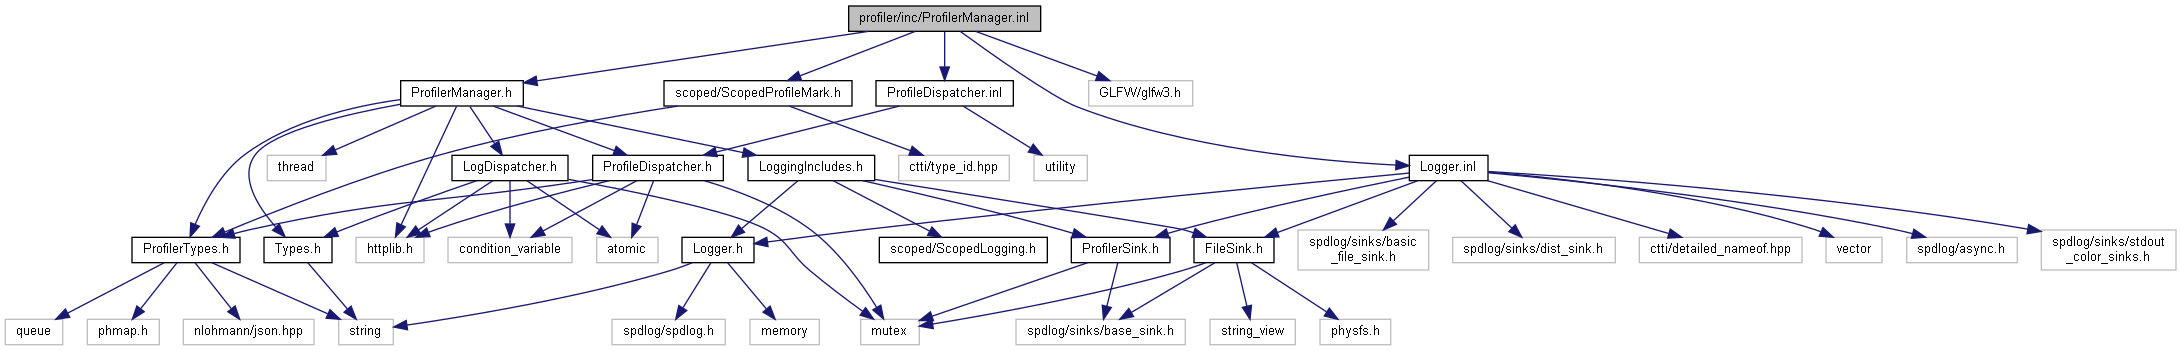 profiler/inc/ProfilerManager.inl
ProfilerManager.h
scoped/ScopedProfileMark.h
ProfileDispatcher.inl
GLFW/glfw3.h
thread
LogDispatcher.h
ProfileDispatcher.h
LoggingIncludes.h
ctti/type_id.hpp
utility
Logger.inl
ProfilerTypes.h
Types.h
httplib.h
condition_variable
atomic
Logger.h
scoped/ScopedLogging.h
ProfilerSink.h
FileSink.h
spdlog/sinks/basic
_file_sink.h
spdlog/sinks/dist_sink.h
ctti/detailed_nameof.hpp
vector
spdlog/async.h
spdlog/sinks/stdout
_color_sinks.h
queue
phmap.h
nlohmann/json.hpp
string
spdlog/spdlog.h
memory
mutex
spdlog/sinks/base_sink.h
string_view
physfs.h